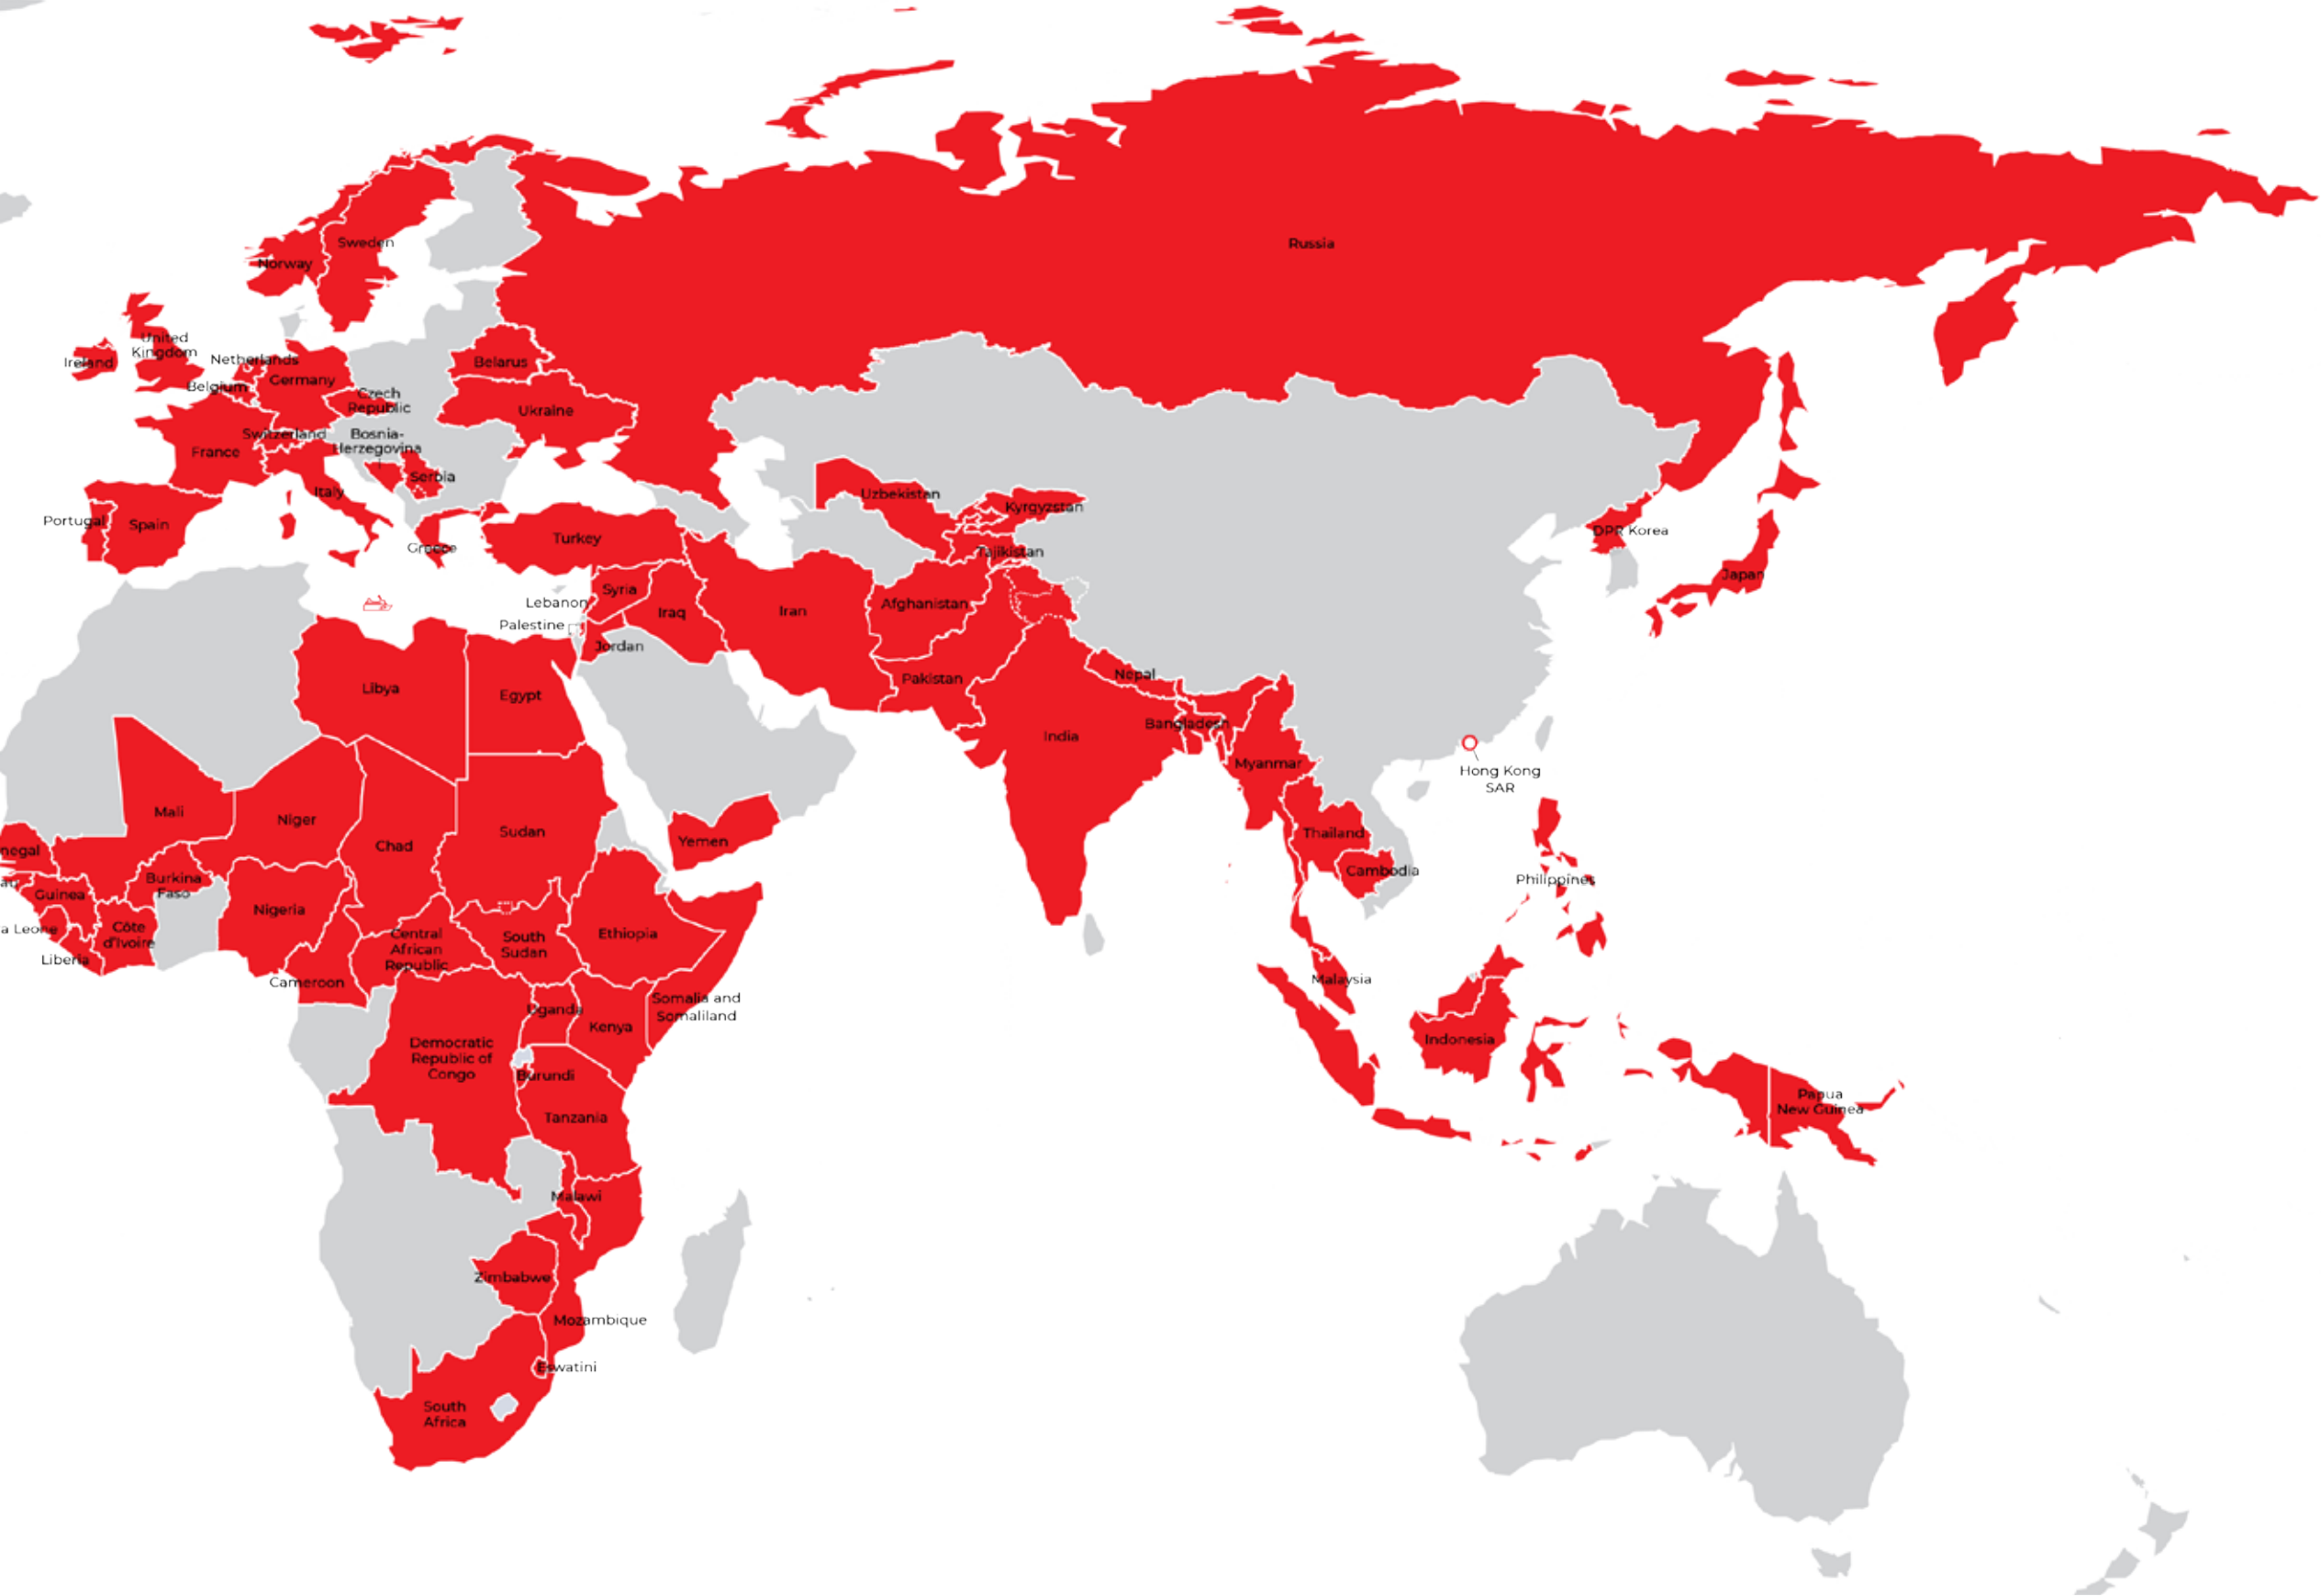 Russia
Sweden
Norway
United
Kingdom
Ireland
Netherlands
Belgium
Germany
Belarus
Czech
Republic
Ukraine
Switzerland
Bosnia-
Herzegovina
France
Serbia
Italy
Portugal
Spain
Greece
Turkey
Uzbekistan
Kyrgyzstan
Tajikistan
DPR Korea
Japan
Syria
Lebanon
Palestine
Iraq
Iran
Afghanistan
Jordan
Pakistan
Nepal
Libya
Egypt
India
Bangladesh
Myanmar
Hong Kong
SAR
Mali
Niger
Chad
Sudan
Yemen
Thailand
Cambodia
Philippines
negal
au
Guinea
Burkina
Faso
Nigeria
a Leone
Côte
d'Ivoire
Liberia
Central
African
Republic
South
Sudan
Ethiopia
Cameroon
Malaysia
Somalia and
Somaliland
Uganda
Kenya
Indonesia
Democratic
Republic of
Congo
Burundi
Tanzania
Papua
New Guinea
Malawi
Zimbabwe
Mozambique
Eswatini
South
Africa